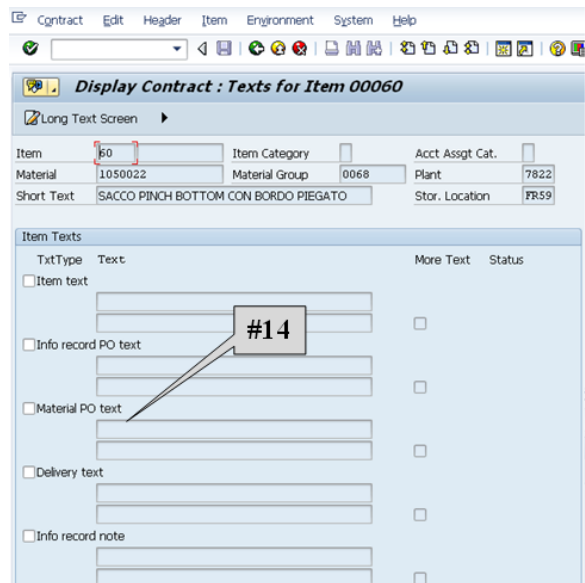 Contract Edit Header Item Environment System Help
Display Contract : Texts for Item 00060
Long Text Screen
Item 60 Item Category Acct Assgt Cat.
Material 1050022 Material Group 0068 Plant 7822
Short Text SACCO PINCH BOTTOM CON BORDO PIEGATO Stor. Location FR59
Item Texts
TxtType Text More Text Status
Item text
#14
Info record PO text
Material PO text
Delivery text
Info record note